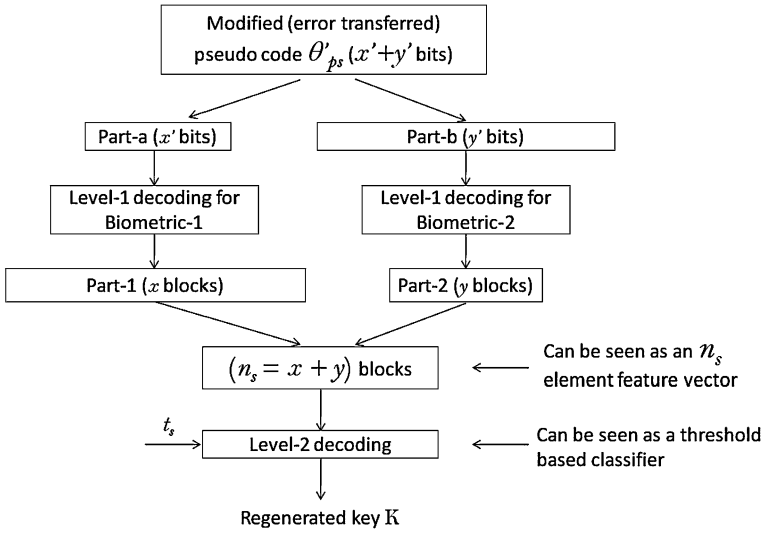 Modified (error transferred)
pseudo code θ'ps (x'+y' bits)
Part-a (x' bits)
Part-b (y' bits)
Level-1 decoding for
Biometric-1
Level-1 decoding for
Biometric-2
Part-1 (x blocks)
Part-2 (y blocks)
(ns = x + y) blocks
Can be seen as an ns
element feature vector
ts
Level-2 decoding
Can be seen as a threshold
based classifier
Regenerated key K